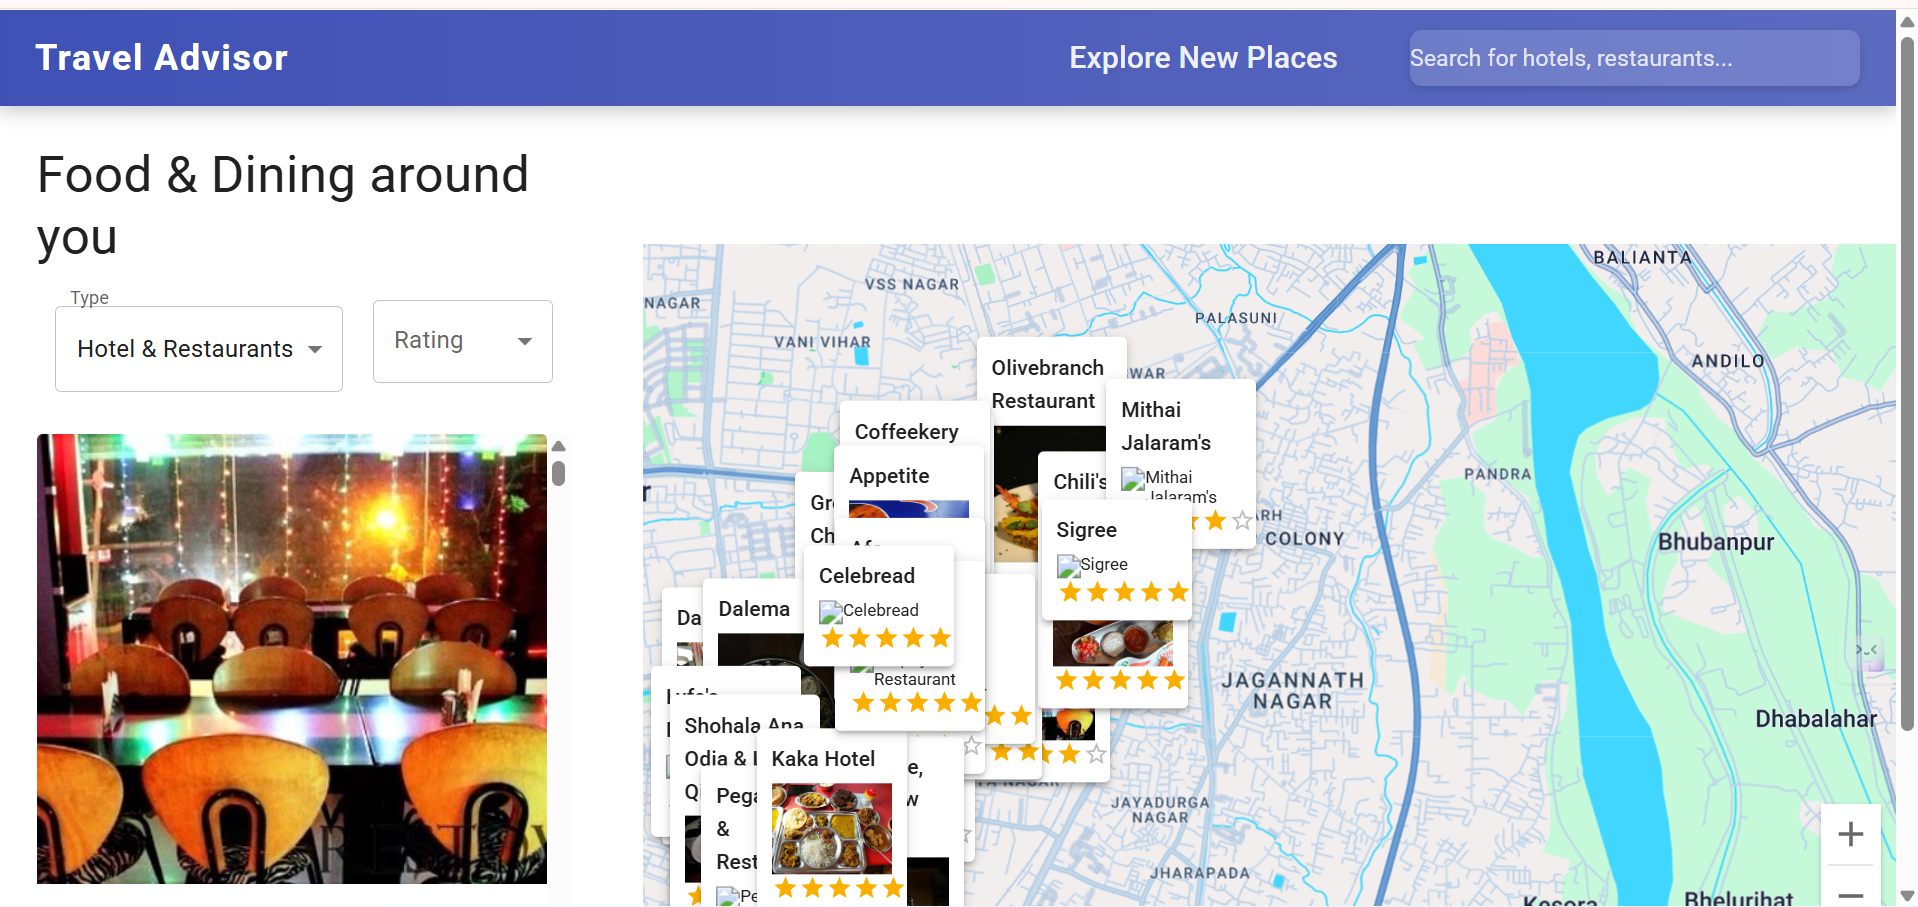 Travel Advisor
Explore New Places
Search for hotels, restaurants...
Food & Dining around
you
Type
Hotel & Restaurants
Rating
BALIANTA
VSS NAGAR
NAGAR
PALASUNI
VANI VIHAR
ANDILO
Olivebranch
Restaurant
WAR
Mithai
Jalaram's
Mithai
Jalaram's
Coffeekery
Appetite
PANDRA
Chili's
Gr
Ch
ARH
COLONY
Sigree
Sigree
Bhubanpur
Celebread
Celebread
Dalema
Da
Restaurant
JAGANNATH
NAGAR
Dhabalahar
Shohala Ana
Odia & 
Kaka Hotel
e,
w
Pega
&
Rest
Pe
JAYADURGA
NAGAR
JHARAPADA
Kesora
Bhelurihat